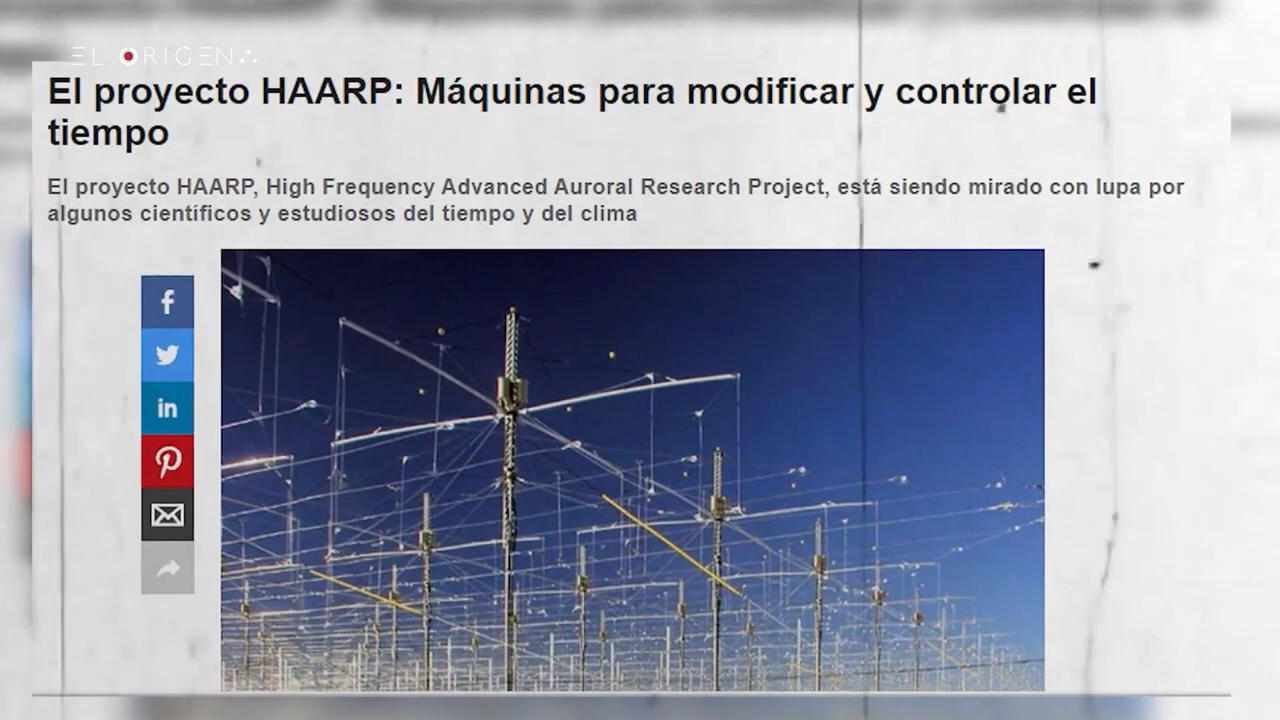 EL ORIGEN
El proyecto HAARP: Máquinas para modificar y controlar el
tiempo
El proyecto HAARP, High Frequency Advanced Auroral Research Project, está siendo mirado con lupa por
algunos científicos y estudiosos del tiempo y del clima
f
in